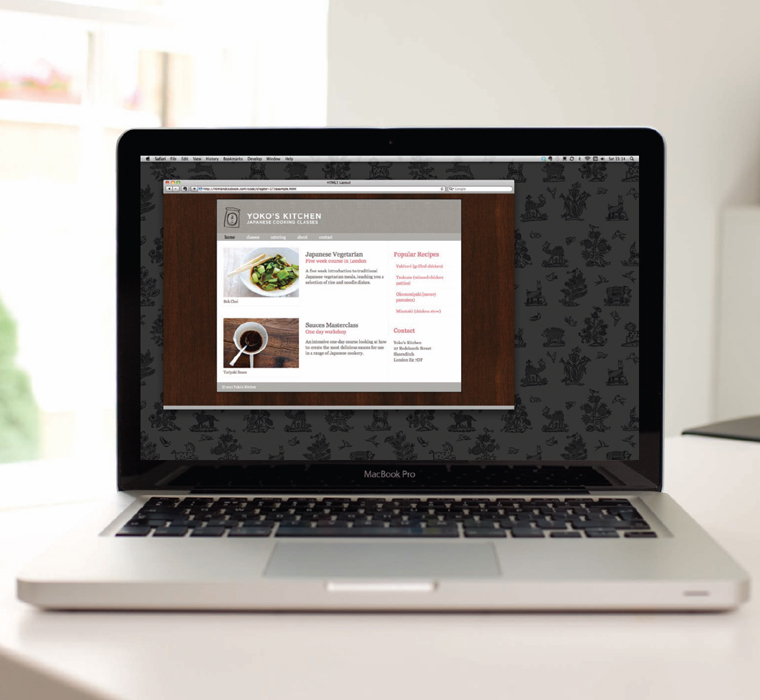 Safari File Edit View History Bookmarks Develop Window Help
Sat 15:14
HTML5 Layout
Google
YOKO'S KITCHEN
JAPANESE COOKING CLASSES
home classes catering about contact
Japanese Vegetarian
Five week course in London
A five week introduction to traditional
Japanese vegetarian meals, teaching you a
selection of rice and noodle dishes.
Bok Choi
Sauces Masterclass
One day workshop
An intensive one-day course looking at how
to create the most delicious sauces for use
in a range of Japanese cookery.
Teriyaki Sauce
Popular Recipes
Yakitori (grilled chicken)
Tsukune (minced chicken
patties)
Okonomiyaki (savory
pancakes)
Mizutaki (chicken stew)
Contact
Yoko's Kitchen
27 Redchurch Street
Shoreditch
London E2 7DP
© 2011 Yoko's Kitchen
MacBook Pro